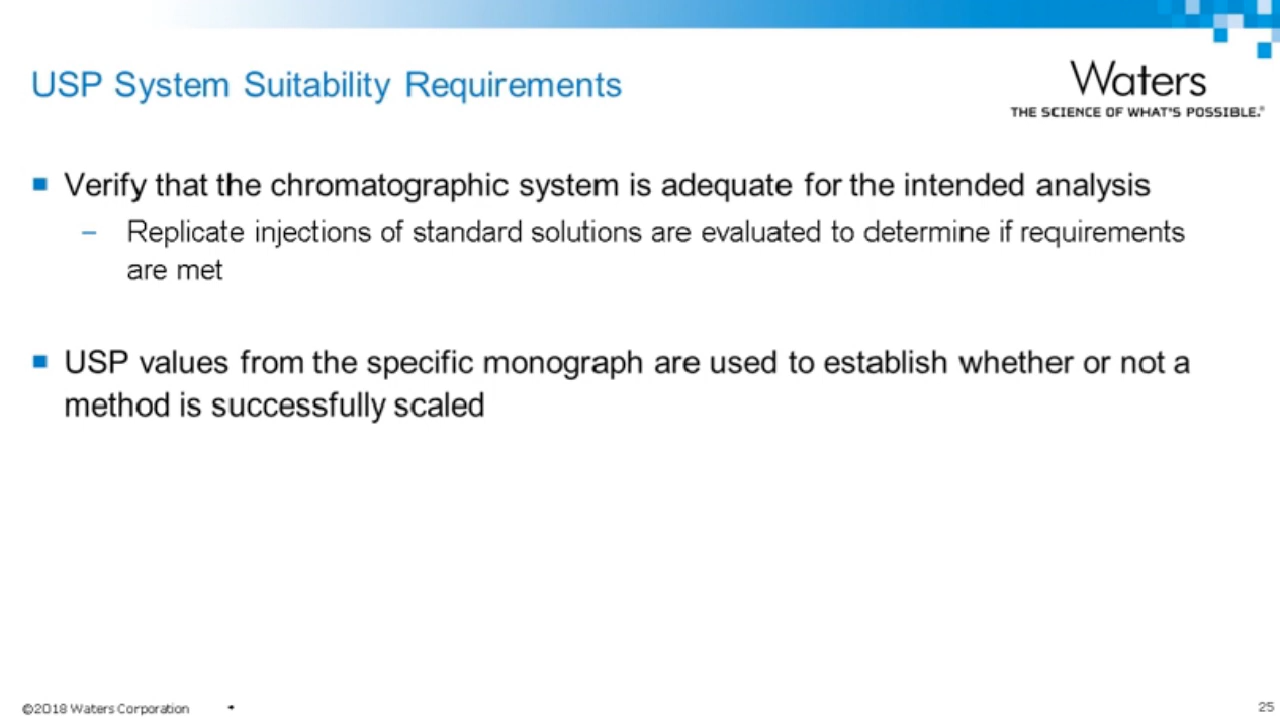 USP System Suitability Requirements
Waters
THE SCIENCE OF WHAT'S POSSIBLE.®
■ Verify that the chromatographic system is adequate for the intended analysis
– Replicate injections of standard solutions are evaluated to determine if requirements
are met
■ USP values from the specific monograph are used to establish whether or not a
method is successfully scaled
©2018 Waters Corporation
25